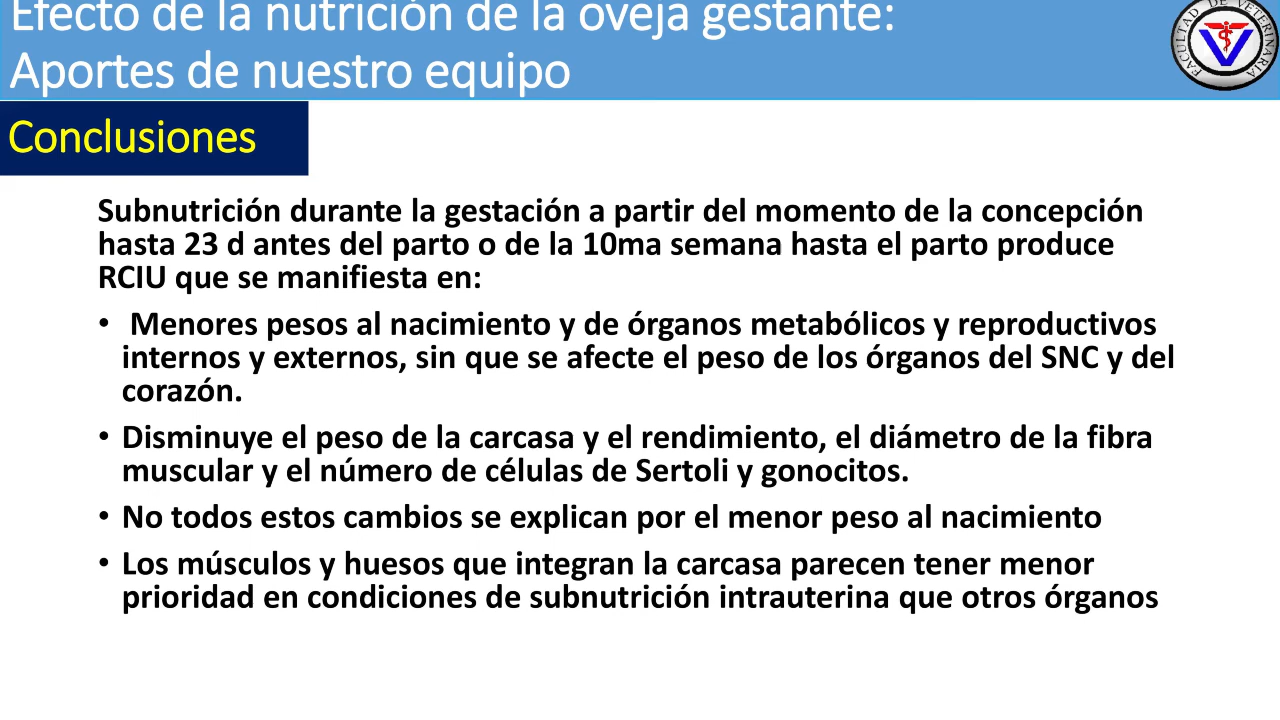 Efecto de la nutrición de la oveja gestante:
Aportes de nuestro equipo
FACULTAD DE VETERINARIA
Conclusiones
Subnutrición durante la gestación a partir del momento de la concepción
hasta 23 d antes del parto o de la 10ma semana hasta el parto produce
RCIU que se manifiesta en:
• Menores pesos al nacimiento y de órganos metabólicos y reproductivos
internos y externos, sin que se afecte el peso de los órganos del SNC y del
corazón.
• Disminuye el peso de la carcasa y el rendimiento, el diámetro de la fibra
muscular y el número de células de Sertoli y gonocitos.
• No todos estos cambios se explican por el menor peso al nacimiento
• Los músculos y huesos que integran la carcasa parecen tener menor
prioridad en condiciones de subnutrición intrauterina que otros órganos